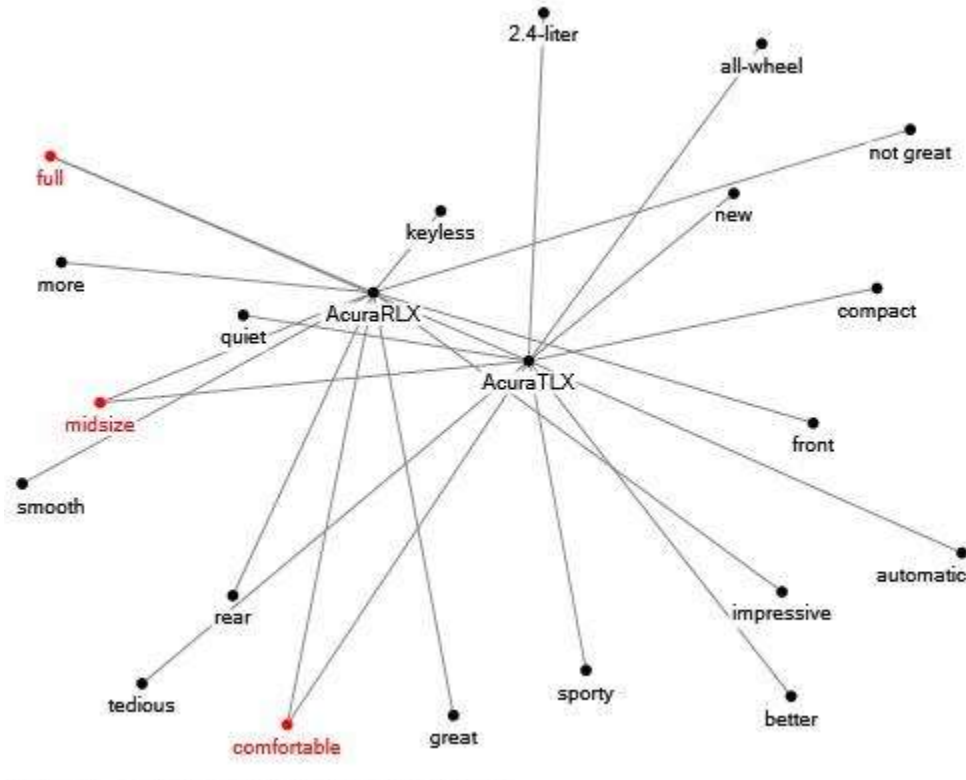 2.4-liter
all-wheel
not great
full
new
keyless
more
compact
AcuraRLX
quiet
AcuraTLX
midsize
front
smooth
automatic
rear
impressive
sporty
tedious
better
great
comfortable